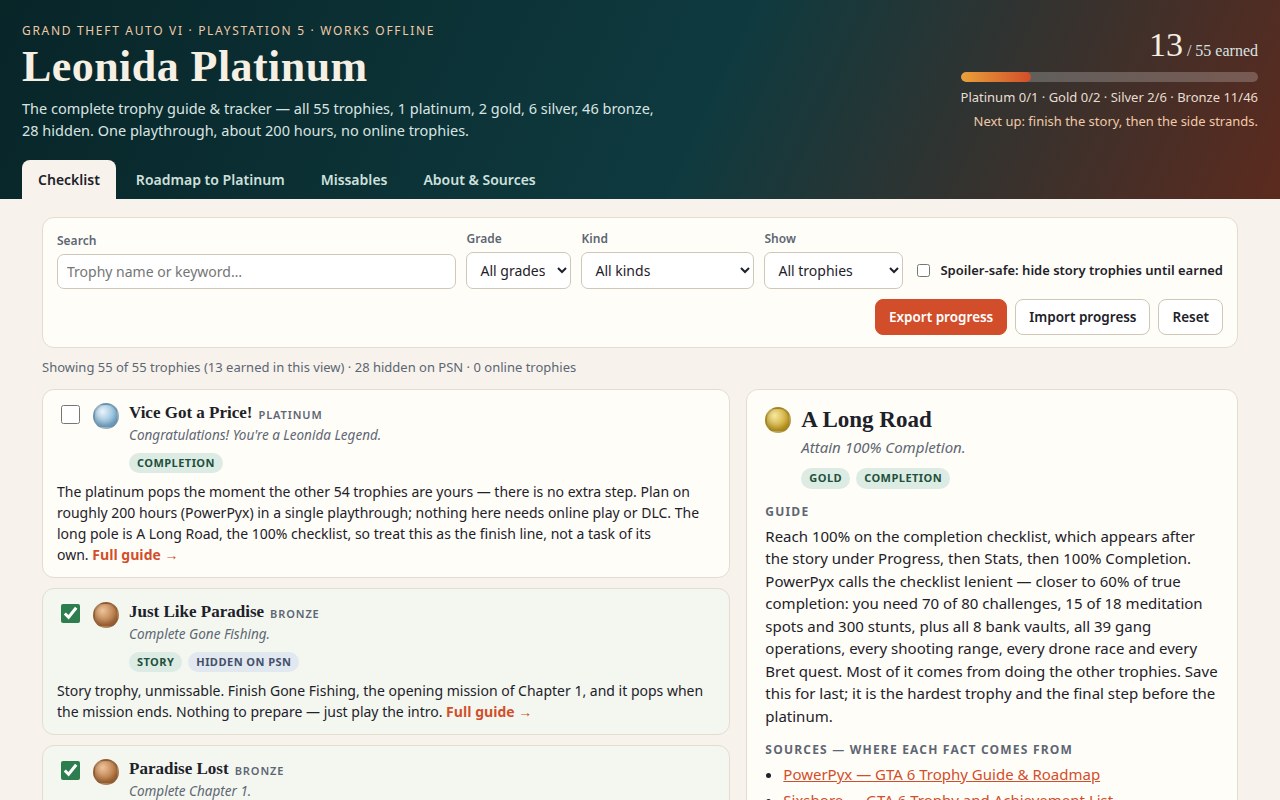 GRAND THEFT AUTO VI · PLAYSTATION 5 · WORKS OFFLINE
Leonida Platinum
The complete trophy guide & tracker — all 55 trophies, 1 platinum, 2 gold, 6 silver, 46 bronze,
28 hidden. One playthrough, about 200 hours, no online trophies.
13 / 55 earned
Platinum 0/1 · Gold 0/2 · Silver 2/6 · Bronze 11/46
Next up: finish the story, then the side strands.
Checklist
Roadmap to Platinum
Missables
About & Sources
Search
Trophy name or keyword...
Grade
All grades
Kind
All kinds
Show
All trophies
Spoiler-safe: hide story trophies until earned
Export progress
Import progress
Reset
Showing 55 of 55 trophies (13 earned in this view) · 28 hidden on PSN · 0 online trophies
Vice Got a Price! PLATINUM
Congratulations! You're a Leonida Legend.
COMPLETION
The platinum pops the moment the other 54 trophies are yours — there is no extra step. Plan on
roughly 200 hours (PowerPyx) in a single playthrough; nothing here needs online play or DLC. The
long pole is A Long Road, the 100% checklist, so treat this as the finish line, not a task of its
own. Full guide →
Just Like Paradise BRONZE
Complete Gone Fishing.
STORY
HIDDEN ON PSN
Story trophy, unmissable. Finish Gone Fishing, the opening mission of Chapter 1, and it pops when
the mission ends. Nothing to prepare — just play the intro. Full guide →
Paradise Lost BRONZE
Complete Chapter 1.
A Long Road
Attain 100% Completion.
GOLD
COMPLETION
GUIDE
Reach 100% on the completion checklist, which appears after
the story under Progress, then Stats, then 100% Completion.
PowerPyx calls the checklist lenient — closer to 60% of true
completion: you need 70 of 80 challenges, 15 of 18 meditation
spots and 300 stunts, plus all 8 bank vaults, all 39 gang
operations, every shooting range, every drone race and every
Bret quest. Most of it comes from doing the other trophies. Save
this for last; it is the hardest trophy and the final step before the
platinum.
SOURCES — WHERE EACH FACT COMES FROM
PowerPyx — GTA 6 Trophy Guide & Roadmap
Sixshore — GTA 6 Trophy and Achievement List